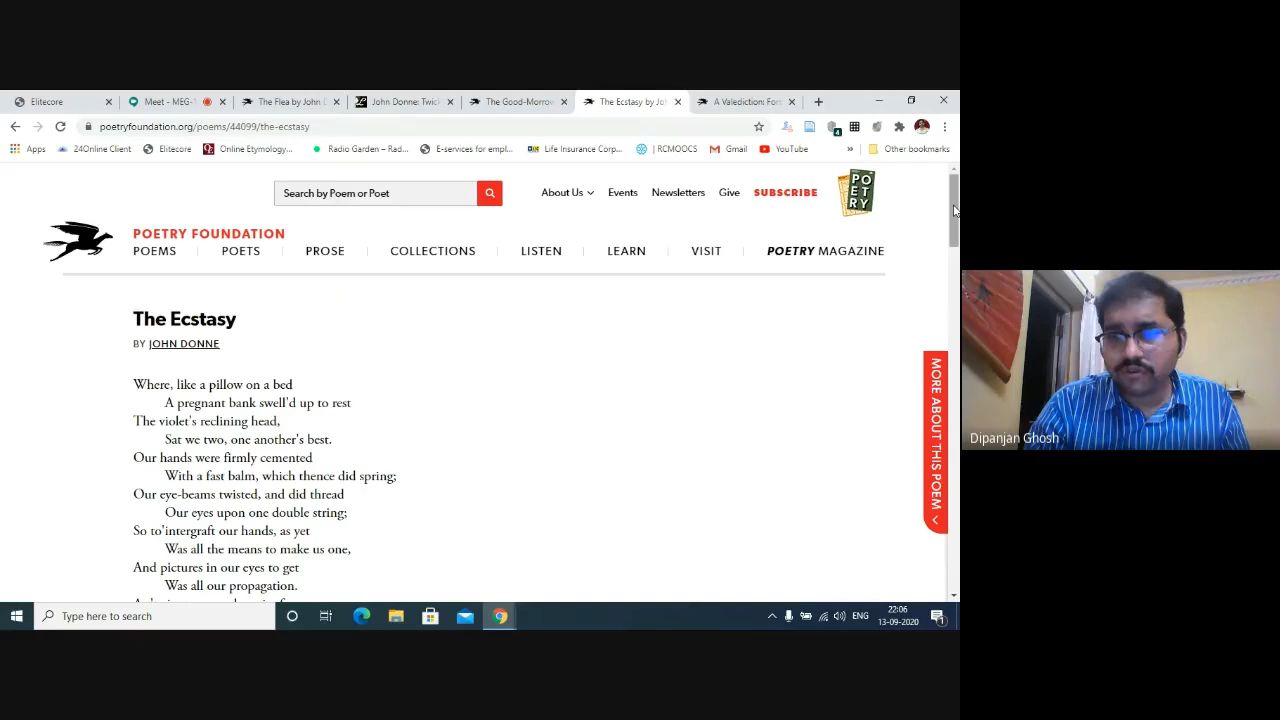 Elitecore
Meet - MEG-
The Flea by John D
John Donne: Twick
The Good-Morrow
The Ecstasy by Joh
A Valediction: Forb
poetryfoundation.org/poems/44099/the-ecstasy
Apps
24Online Client
Elitecore
Online Etymology...
Radio Garden – Rad...
E-services for empl...
Life Insurance Corp...
| RCMOOCS
Gmail
YouTube
»
Other bookmarks
4
Search by Poem or Poet
About Us
Events
Newsletters
Give
SUBSCRIBE
PO
ET
RY
POETRY FOUNDATION
POEMS
POETS
PROSE
COLLECTIONS
LISTEN
LEARN
VISIT
POETRY MAGAZINE
The Ecstasy
BY JOHN DONNE
Where, like a pillow on a bed
A pregnant bank swell'd up to rest
The violet's reclining head,
Sat we two, one another's best.
Our hands were firmly cemented
With a fast balm, which thence did spring;
Our eye-beams twisted, and did thread
Our eyes upon one double string;
So to'intergraft our hands, as yet
Was all the means to make us one,
And pictures in our eyes to get
Was all our propagation.
MORE ABOUT THIS POEM
Dipanjan Ghosh
Type here to search
ENG
22:06
13-09-2020
1